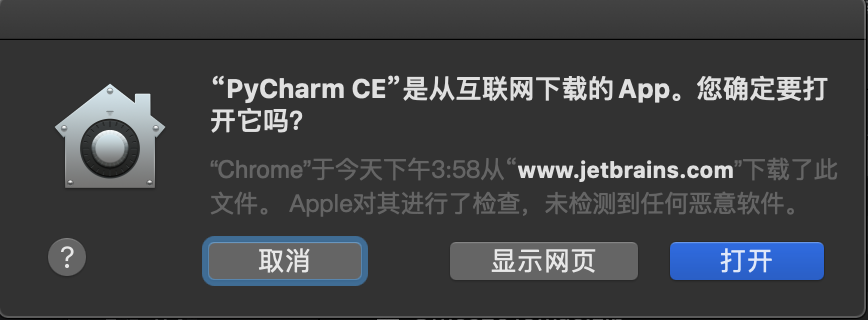 “PyCharm CE”是从互联网下载的 App。您确定要打
开它吗？
“Chrome”于今天下午3:58从“www.jetbrains.com”下载了此
文件。 Apple对其进行了检查，未检测到任何恶意软件。
?
取消
显示网页
打开